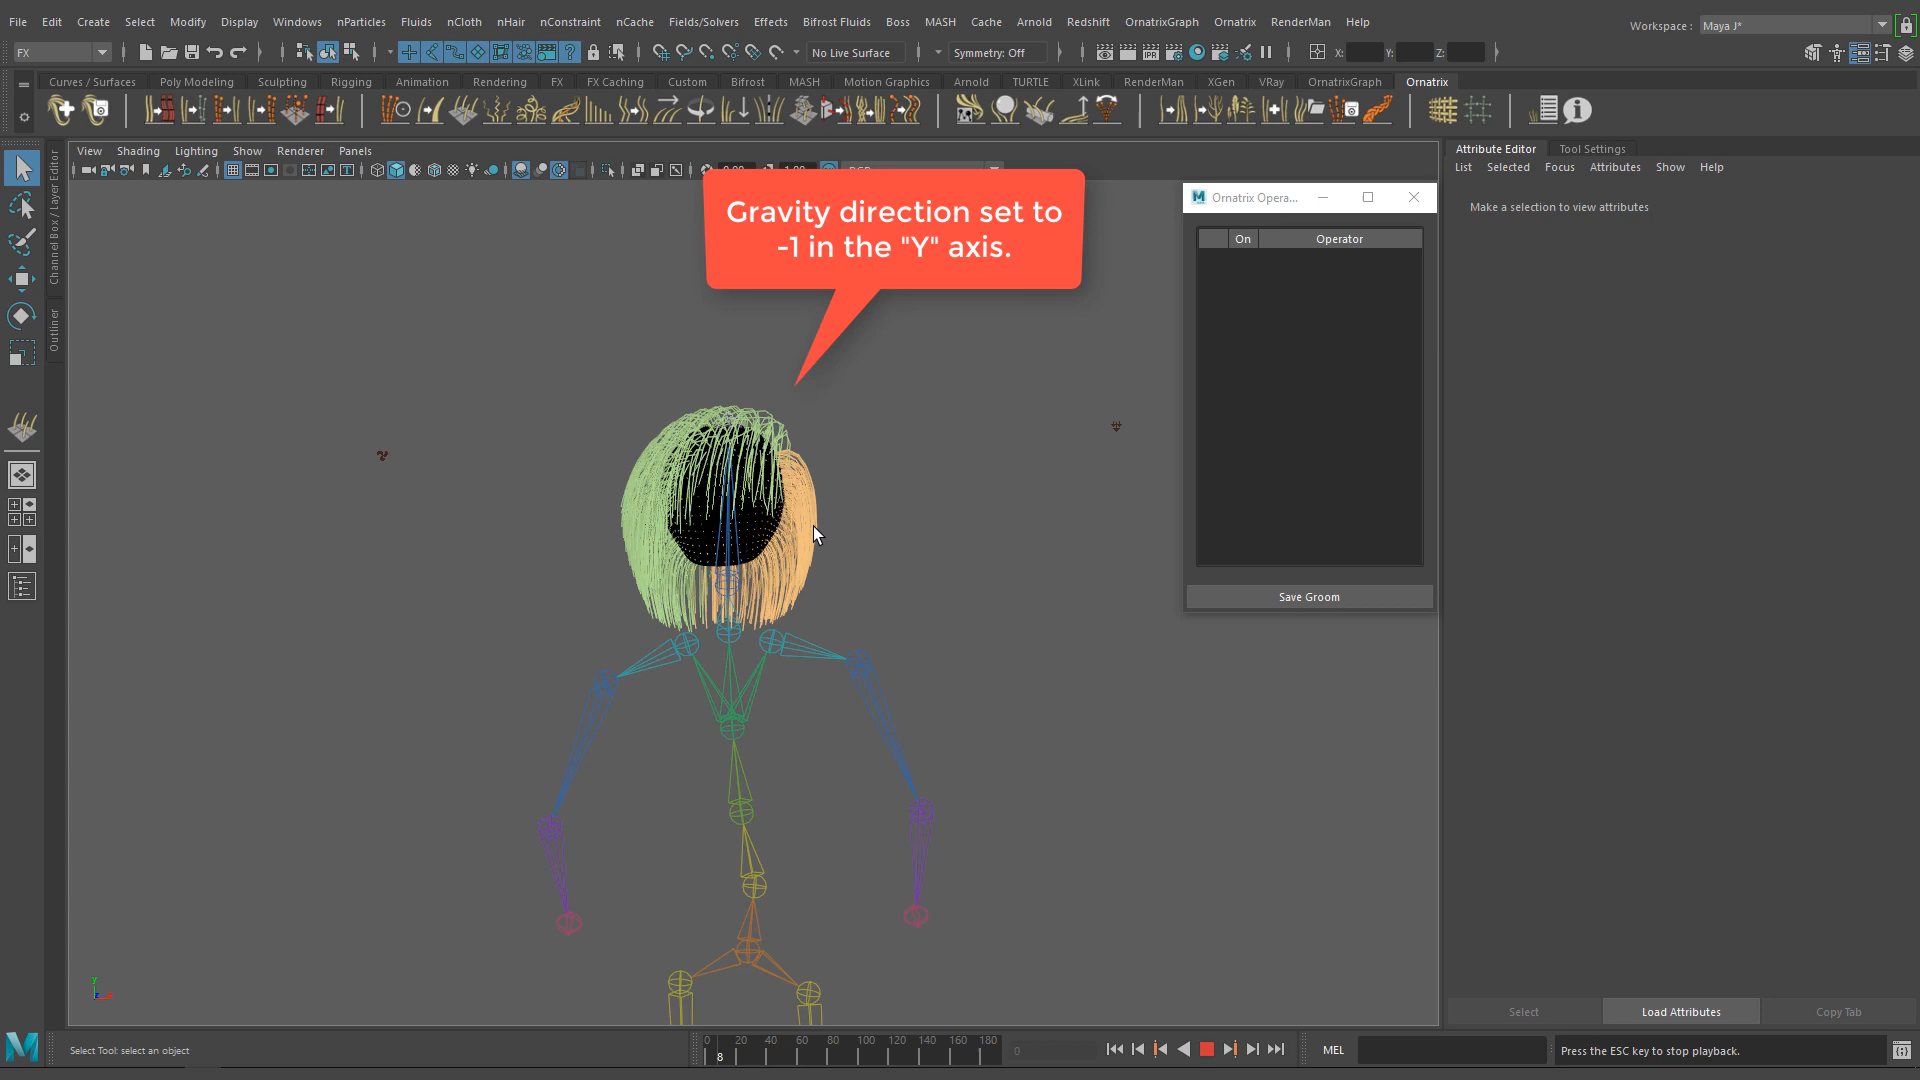 File Edit Create Select Modify Display Windows nParticles Fluids nCloth nHair nConstraint nCache Fields/Solvers Effects Bifrost Fluids Boss MASH Cache Arnold Redshift OrnatrixGraph Ornatrix RenderMan Help
Workspace : Maya J*
FX
No Live Surface
Symmetry: Off
X: Y: Z:
Curves / Surfaces Poly Modeling Sculpting Rigging Animation Rendering FX FX Caching Custom Bifrost MASH Motion Graphics Arnold TURTLE XLink RenderMan XGen VRay OrnatrixGraph Ornatrix
View Shading Lighting Show Renderer Panels
Attribute Editor Tool Settings
List Selected Focus Attributes Show Help
Make a selection to view attributes
Channel Box / Layer Editor
Outliner
Gravity direction set to
-1 in the "Y" axis.
Ornatrix Opera...
On Operator
Save Groom
IPR
y
Select Load Attributes Copy Tab
Select Tool: select an object
0 20 40 60 80 100 120 140 160 180
8
0
MEL
Press the ESC key to stop playback.